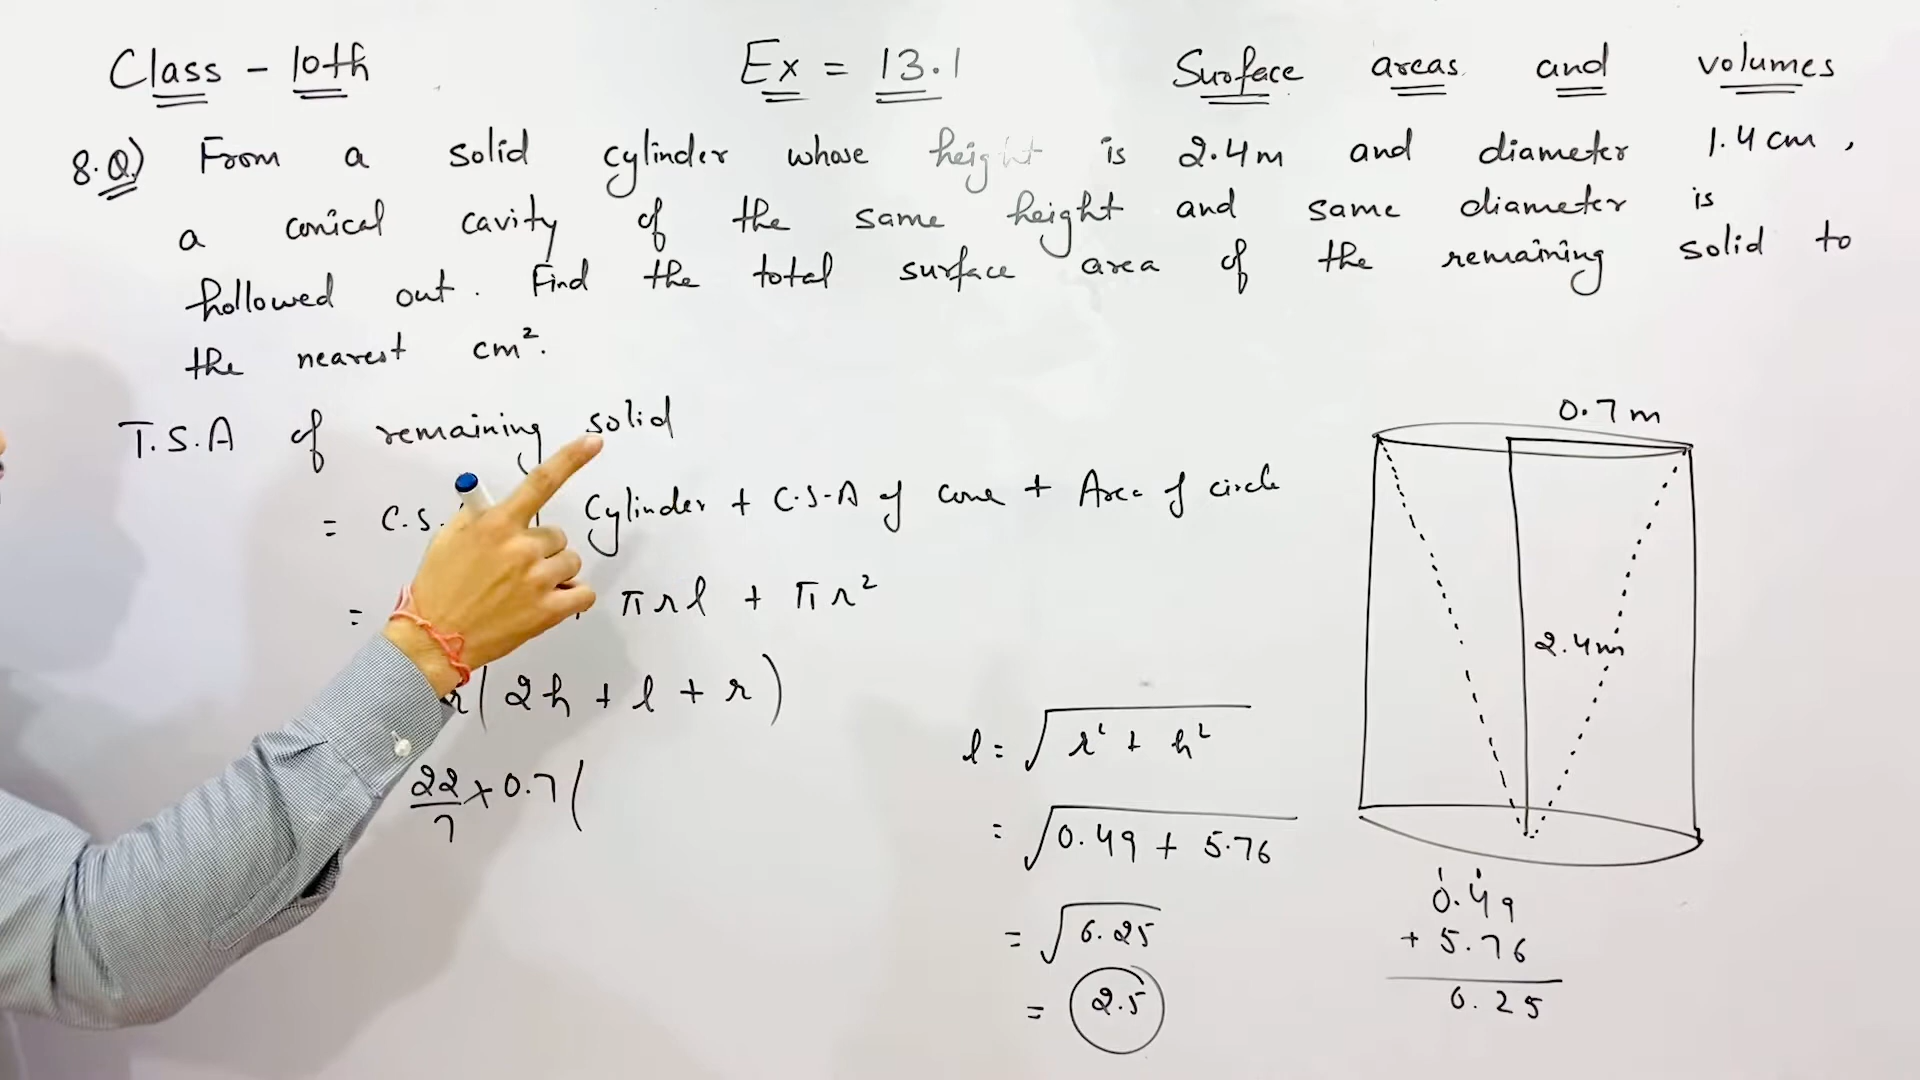 Class - 10th
Ex = 13.1
Surface areas and volumes
8.Q) From a solid cylinder whose height is 2.4m and diameter 1.4 cm,
a conical cavity of the same height and same diameter is
hollowed out. Find the total surface area of the remaining solid to
the nearest cm².
T.S.A of remaining solid
= C.S. Cylinder + C.S.A of cone + Area of circle
= πrl + πr²
r(2h + l + r)
22/7 × 0.7(
l = √r² + h²
= √0.49 + 5.76
= √6.25
= 2.5
0.7 m
2.4m
1 1
0.49
+ 5.76
6.25